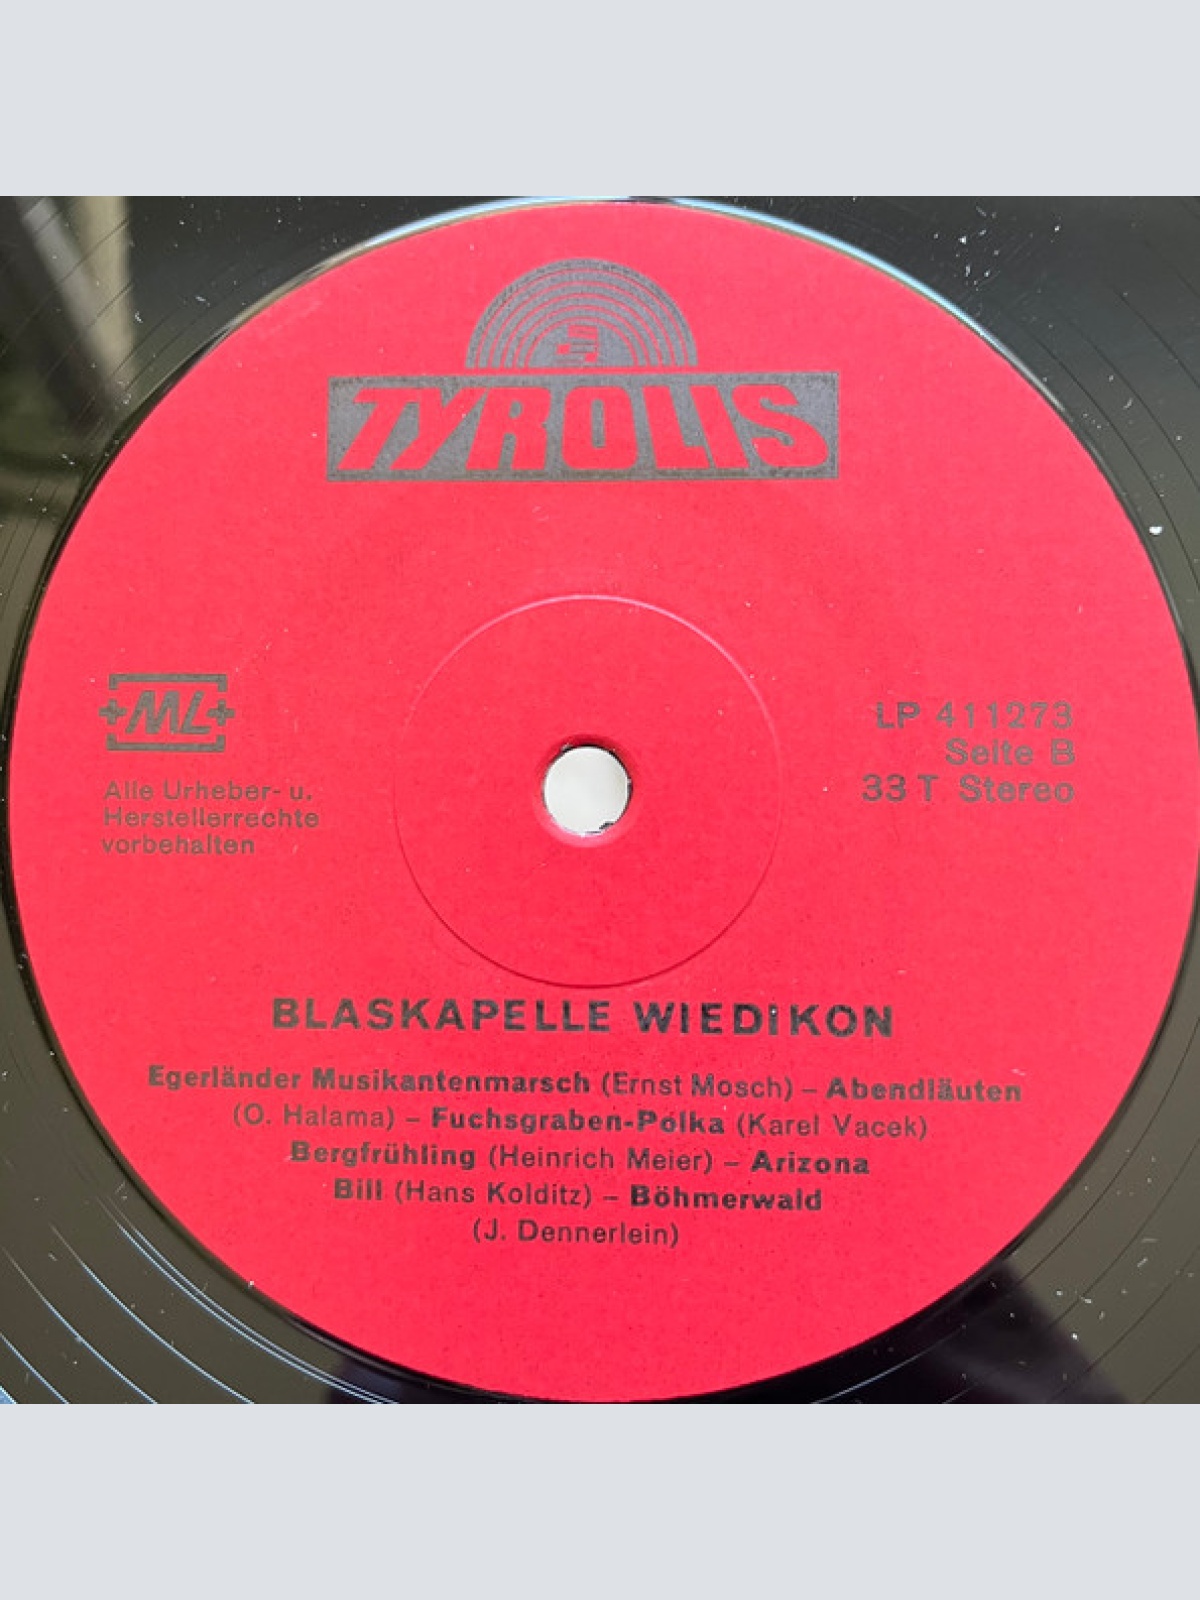 TYROLIS
+ML+
Alle Urheber- u.
Herstellerrechte
vorbehalten
LP 411273
Seite B
33 T Stereo
BLASKAPELLE WIEDIKON
Egerländer Musikantenmarsch (Ernst Mosch) – Abendläuten
(O. Halama) – Fuchsgraben-Polka (Karel Vacek)
Bergfrühling (Heinrich Meier) – Arizona
Bill (Hans Kolditz) – Böhmerwald
(J. Dennerlein)